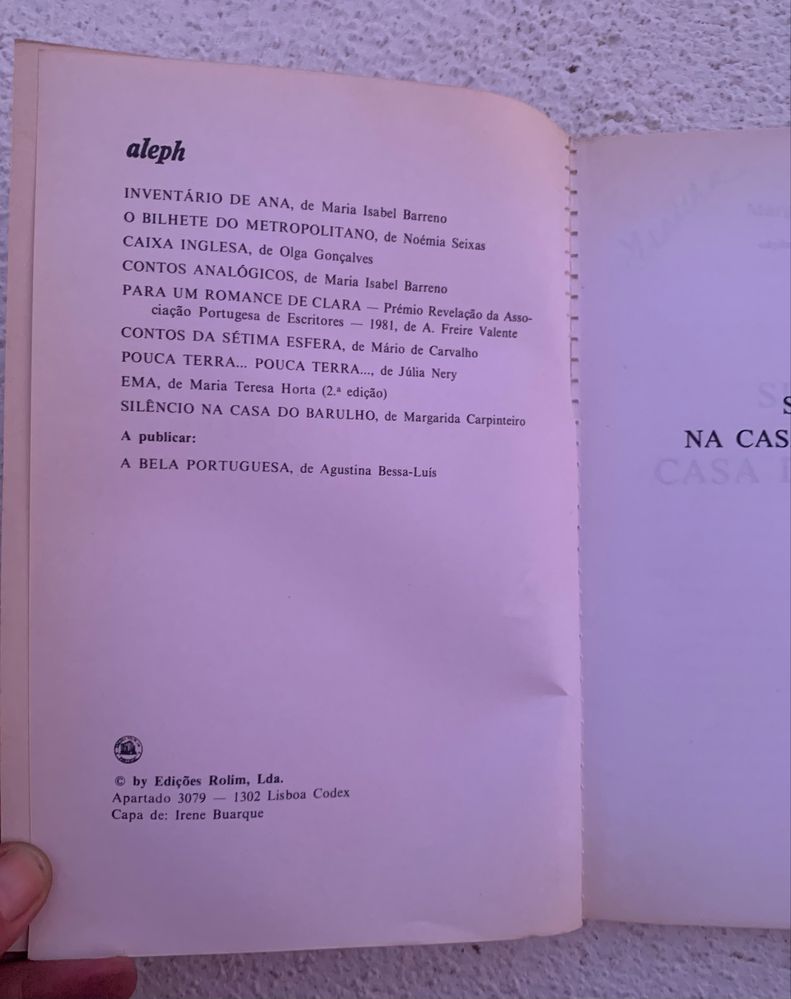 aleph
INVENTÁRIO DE ANA, de Maria Isabel Barreno
O BILHETE DO METROPOLITANO, de Noémia Seixas
CAIXA INGLESA, de Olga Gonçalves
CONTOS ANALÓGICOS, de Maria Isabel Barreno
PARA UM ROMANCE DE CLARA — Prémio Revelação da Asso-
ciação Portugesa de Escritores — 1981, de A. Freire Valente
CONTOS DA SÉTIMA ESFERA, de Mário de Carvalho
POUCA TERRA... POUCA TERRA..., de Júlia Nery
EMA, de Maria Teresa Horta (2.ª edição)
SILÊNCIO NA CASA DO BARULHO, de Margarida Carpinteiro
A publicar:
A BELA PORTUGUESA, de Agustina Bessa-Luís
© by Edições Rolim, Lda.
Apartado 3079 — 1302 Lisboa Codex
Capa de: Irene Buarque
S
NA CAS
CASA